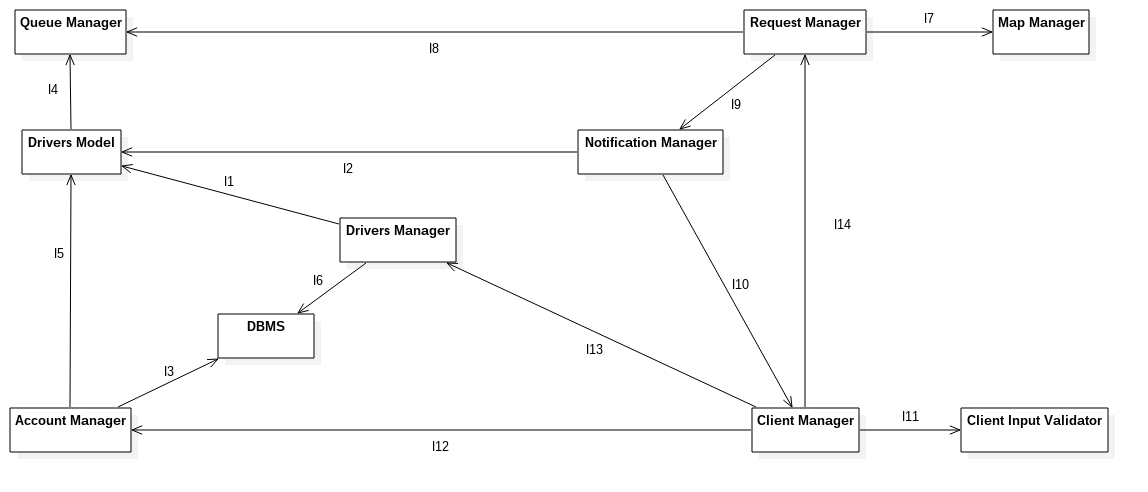 Queue Manager
Request Manager
I7
Map Manager
I8
I4
I9
Drivers Model
Notification Manager
I2
I1
Drivers Manager
I14
I5
I6
I10
DBMS
I13
I3
Account Manager
Client Manager
I11
Client Input Validator
I12